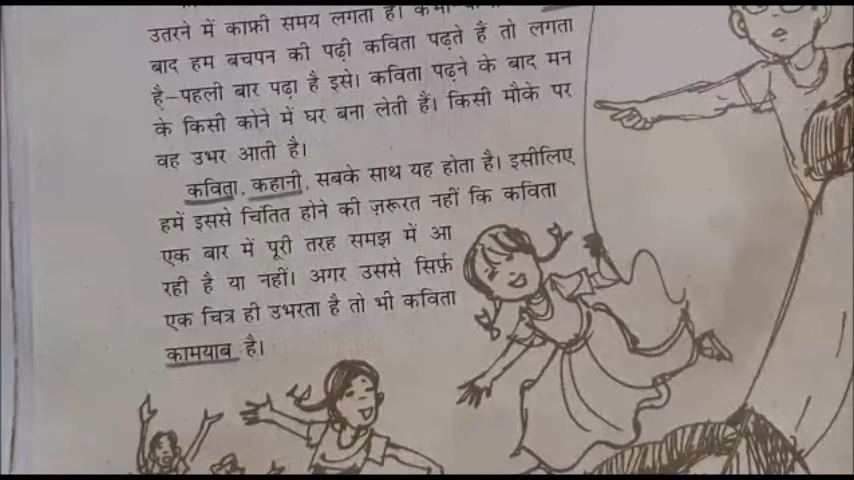 उतरने में काफ़ी समय लगता है। कभी
बाद हम बचपन की पढ़ी कविता पढ़ते हैं तो लगता
है–पहली बार पढ़ा है इसे। कविता पढ़ने के बाद मन
के किसी कोने में घर बना लेती हैं। किसी मौके पर
वह उभर आती है।
कविता, कहानी, सबके साथ यह होता है। इसीलिए
हमें इससे चिंतित होने की ज़रूरत नहीं कि कविता
एक बार में पूरी तरह समझ में आ
रही है या नहीं। अगर उससे सिर्फ़
एक चित्र ही उभरता है तो भी कविता
कामयाब है।